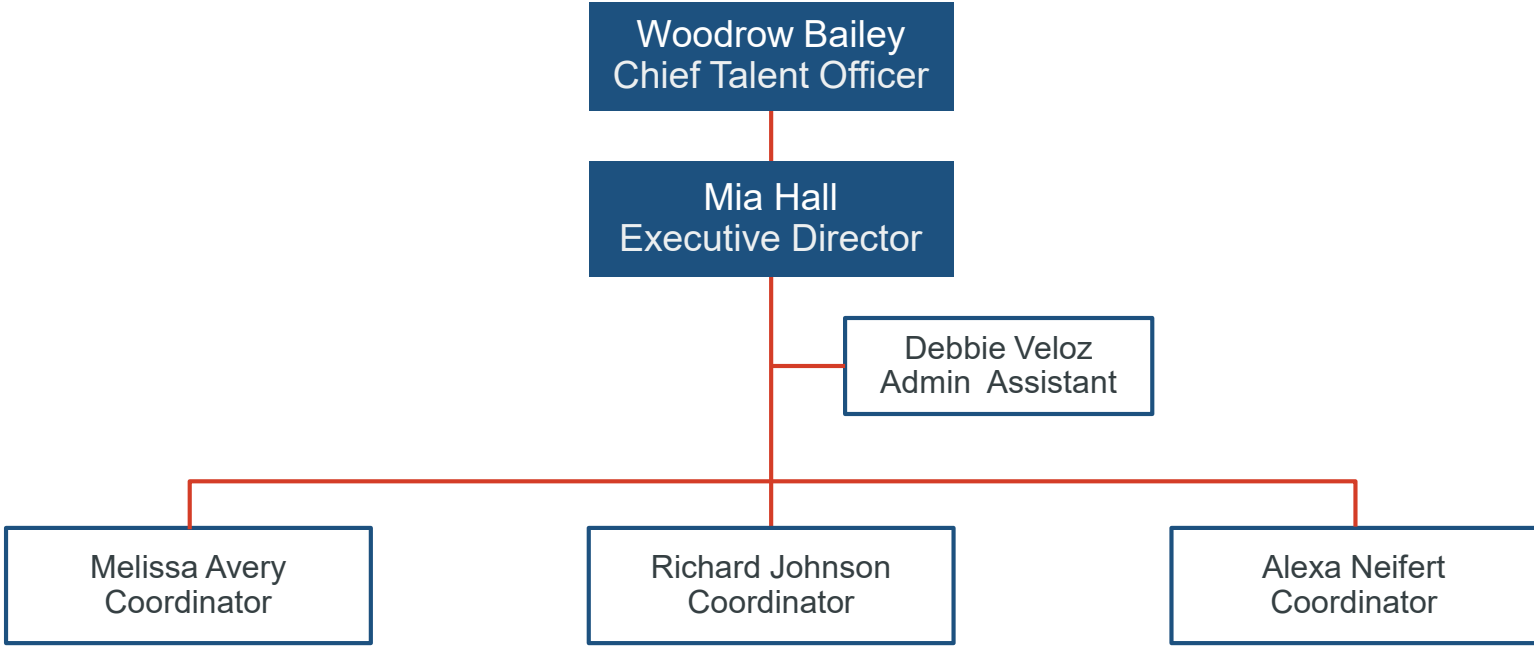 Woodrow Bailey
Chief Talent Officer
Mia Hall
Executive Director
Debbie Veloz
Admin  Assistant
Melissa Avery
Coordinator
Richard Johnson
Coordinator
Alexa Neifert
Coordinator